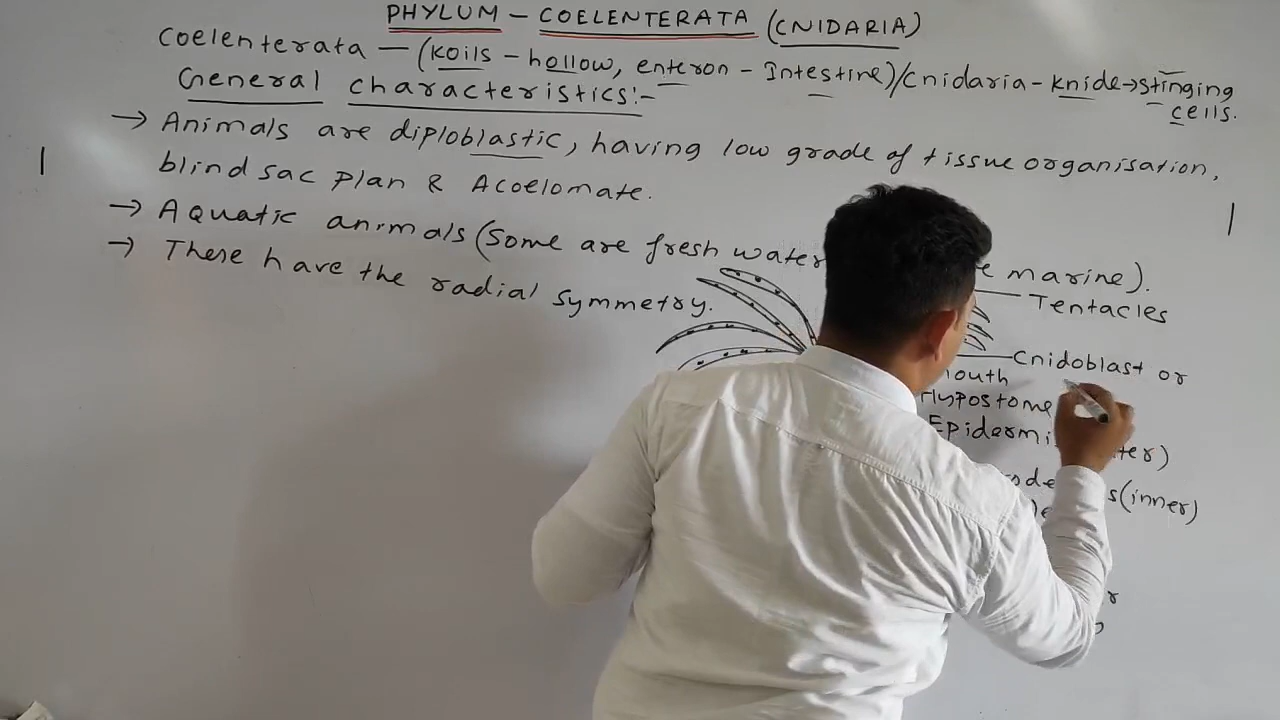 PHYLUM - COELENTERATA (CNIDARIA)
Coelenterata — (Koils - hollow, enteron - Intestine)/Cnidaria - Knide → stinging cells.
General characteristics:-
→ Animals are diploblastic, having low grade of tissue organisation,
blind sac plan & Acoelomate.
→ Aquatic animals (Some are fresh water marine).
→ These have the radial symmetry.
Tentacles
Cnidoblast or
Mouth
Hypostome
(inner)